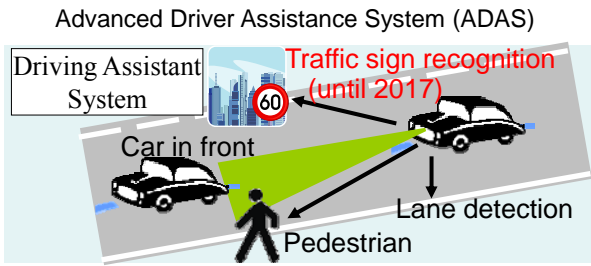 Advanced Driver Assistance System (ADAS)
Driving Assistant
System
Traffic sign recognition
(until 2017)
60
Car in front
Lane detection
Pedestrian